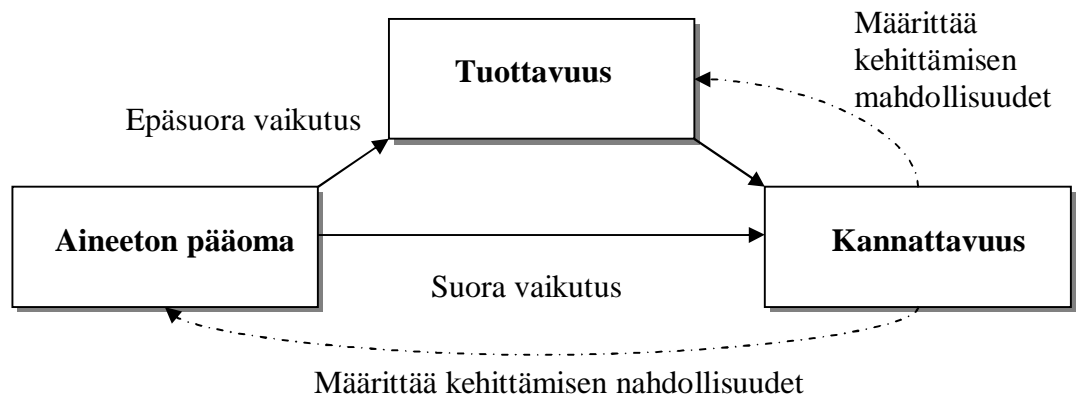 Määrittää
kehittämisen
mahdollisuudet
Tuottavuus
Epäsuora vaikutus
Aineeton pääoma
Kannattavuus
Suora vaikutus
Määrittää kehittämisen nahdollisuudet